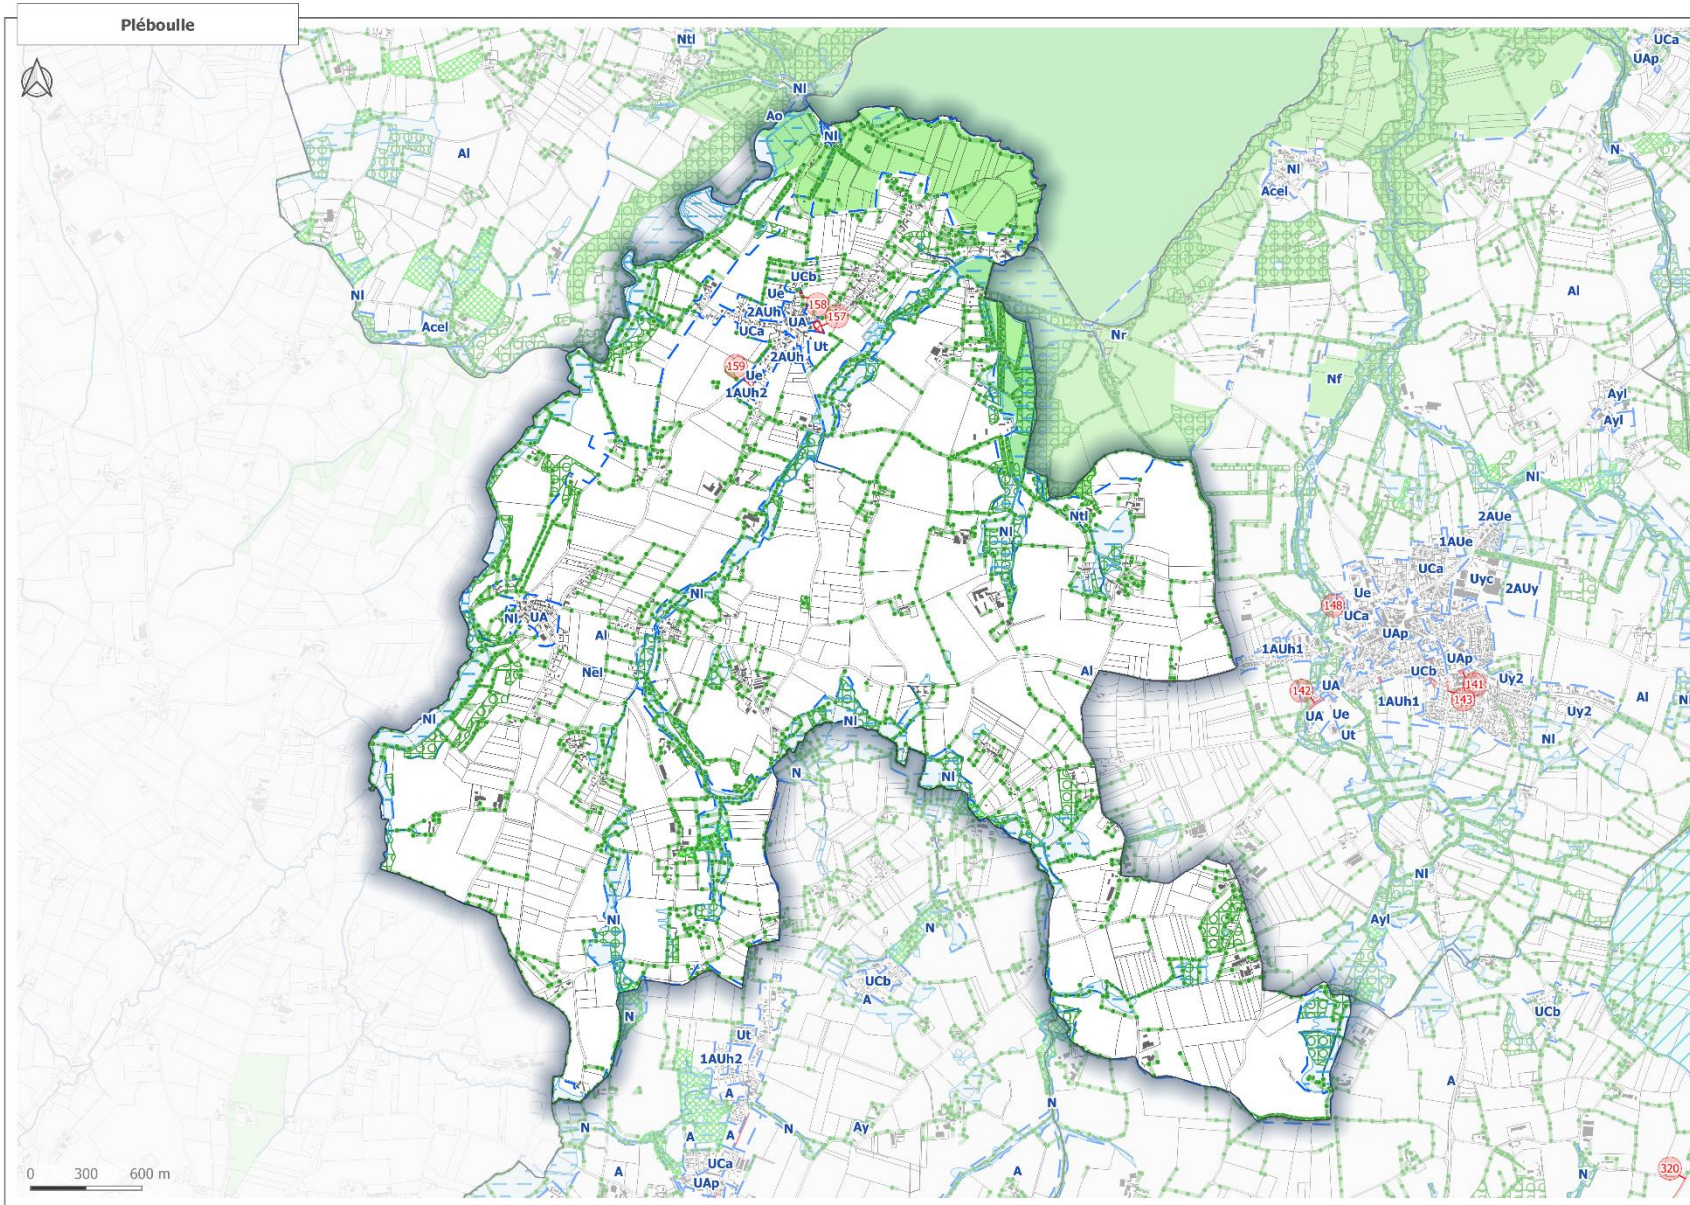 Pléboulle
Ntl
UCa
UAp
Nl
Ao
Nl
Al
N
Nl
Acel
Nl
Acel
Al
Nr
Nf
UCb
Ue
158
2AUh
UA
157
UCa
Ut
2AUh
159
Ue
1AUh2
Ayl
Ayl
Nl
2AUe
1AUe
UCa
Uyc
2AUy
Ue
148
UCa
UAp
1AUh1
UAp
UCb
Uy2
141
142
UA
1AUh1
143
Uy2
Al
UA
Ue
Ut
Nl
Ntl
Nl
Nl
Nl
UA
Al
Nel
Al
Nl
Nl
N
Nl
Nl
Ayl
Nl
N
N
UCb
A
UCb
Ut
1AUh2
A
A
N
N
Ay
N
A
A
UCa
UAp
A
A
N
320
0 300 600 m